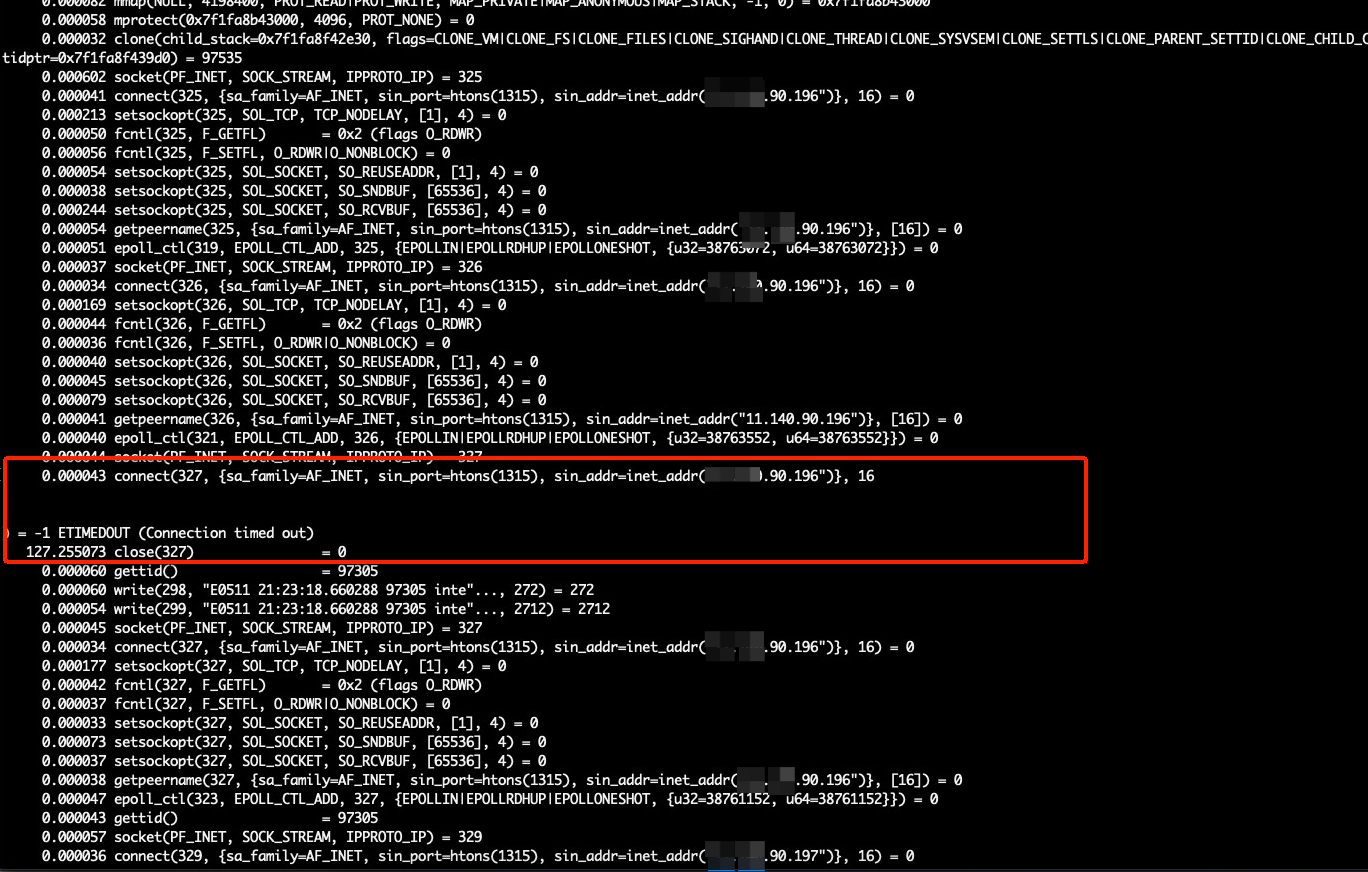 0.000082 mmap(NULL, 4198400, PROT_READ|PROT_WRITE, MAP_PRIVATE|MAP_ANONYMOUS|MAP_STACK, -1, 0) = 0x7f1fa8b43000
0.000058 mprotect(0x7f1fa8b43000, 4096, PROT_NONE) = 0
0.000032 clone(child_stack=0x7f1fa8f42e30, flags=CLONE_VM|CLONE_FS|CLONE_FILES|CLONE_SIGHAND|CLONE_THREAD|CLONE_SYSVSEM|CLONE_SETTLS|CLONE_PARENT_SETTID|CLONE_CHILD_C
tidptr=0x7f1fa8f439d0) = 97535
0.000602 socket(PF_INET, SOCK_STREAM, IPPROTO_IP) = 325
0.000041 connect(325, {sa_family=AF_INET, sin_port=htons(1315), sin_addr=inet_addr( .90.196")}, 16) = 0
0.000213 setsockopt(325, SOL_TCP, TCP_NODELAY, [1], 4) = 0
0.000050 fcntl(325, F_GETFL) = 0x2 (flags O_RDWR)
0.000056 fcntl(325, F_SETFL, O_RDWR|O_NONBLOCK) = 0
0.000054 setsockopt(325, SOL_SOCKET, SO_REUSEADDR, [1], 4) = 0
0.000038 setsockopt(325, SOL_SOCKET, SO_SNDBUF, [65536], 4) = 0
0.000244 setsockopt(325, SOL_SOCKET, SO_RCVBUF, [65536], 4) = 0
0.000054 getpeername(325, {sa_family=AF_INET, sin_port=htons(1315), sin_addr=inet_addr( .90.196")}, [16]) = 0
0.000051 epoll_ctl(319, EPOLL_CTL_ADD, 325, {EPOLLIN|EPOLLRDHUP|EPOLLONESHOT, {u32=38763072, u64=38763072}}) = 0
0.000037 socket(PF_INET, SOCK_STREAM, IPPROTO_IP) = 326
0.000034 connect(326, {sa_family=AF_INET, sin_port=htons(1315), sin_addr=inet_addr( .90.196")}, 16) = 0
0.000169 setsockopt(326, SOL_TCP, TCP_NODELAY, [1], 4) = 0
0.000044 fcntl(326, F_GETFL) = 0x2 (flags O_RDWR)
0.000036 fcntl(326, F_SETFL, O_RDWR|O_NONBLOCK) = 0
0.000040 setsockopt(326, SOL_SOCKET, SO_REUSEADDR, [1], 4) = 0
0.000045 setsockopt(326, SOL_SOCKET, SO_SNDBUF, [65536], 4) = 0
0.000079 setsockopt(326, SOL_SOCKET, SO_RCVBUF, [65536], 4) = 0
0.000041 getpeername(326, {sa_family=AF_INET, sin_port=htons(1315), sin_addr=inet_addr("11.140.90.196")}, [16]) = 0
0.000040 epoll_ctl(321, EPOLL_CTL_ADD, 326, {EPOLLIN|EPOLLRDHUP|EPOLLONESHOT, {u32=38763552, u64=38763552}}) = 0
0.000044 socket(PF_INET, SOCK_STREAM, IPPROTO_IP) = 327
0.000043 connect(327, {sa_family=AF_INET, sin_port=htons(1315), sin_addr=inet_addr( .90.196")}, 16
) = -1 ETIMEDOUT (Connection timed out)
127.255073 close(327) = 0
0.000060 gettid() = 97305
0.000060 write(298, "E0511 21:23:18.660288 97305 inte"..., 272) = 272
0.000054 write(299, "E0511 21:23:18.660288 97305 inte"..., 2712) = 2712
0.000045 socket(PF_INET, SOCK_STREAM, IPPROTO_IP) = 327
0.000034 connect(327, {sa_family=AF_INET, sin_port=htons(1315), sin_addr=inet_addr( .90.196")}, 16) = 0
0.000177 setsockopt(327, SOL_TCP, TCP_NODELAY, [1], 4) = 0
0.000042 fcntl(327, F_GETFL) = 0x2 (flags O_RDWR)
0.000037 fcntl(327, F_SETFL, O_RDWR|O_NONBLOCK) = 0
0.000033 setsockopt(327, SOL_SOCKET, SO_REUSEADDR, [1], 4) = 0
0.000073 setsockopt(327, SOL_SOCKET, SO_SNDBUF, [65536], 4) = 0
0.000037 setsockopt(327, SOL_SOCKET, SO_RCVBUF, [65536], 4) = 0
0.000038 getpeername(327, {sa_family=AF_INET, sin_port=htons(1315), sin_addr=inet_addr( .90.196")}, [16]) = 0
0.000047 epoll_ctl(323, EPOLL_CTL_ADD, 327, {EPOLLIN|EPOLLRDHUP|EPOLLONESHOT, {u32=38761152, u64=38761152}}) = 0
0.000043 gettid() = 97305
0.000057 socket(PF_INET, SOCK_STREAM, IPPROTO_IP) = 329
0.000036 connect(329, {sa_family=AF_INET, sin_port=htons(1315), sin_addr=inet_addr( .90.197")}, 16) = 0